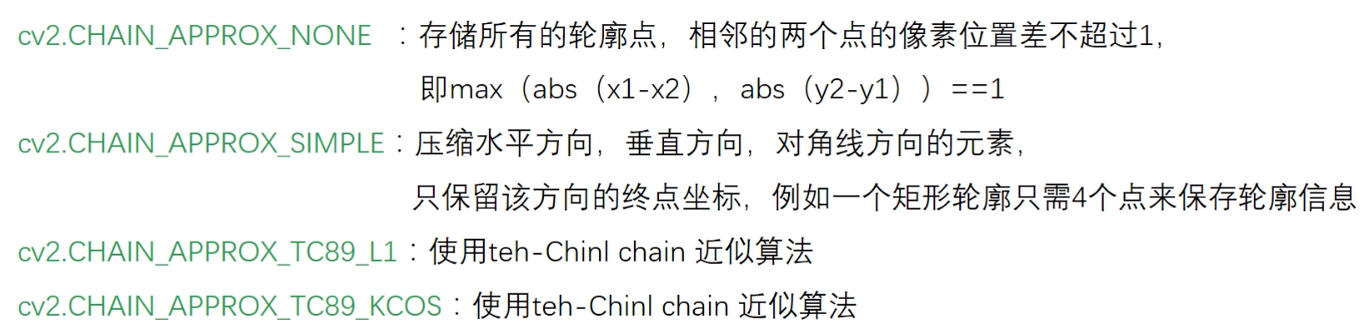 cv2.CHAIN_APPROX_NONE ：存储所有的轮廓点，相邻的两个点的像素位置差不超过1，
即max（abs（x1-x2），abs（y2-y1））==1
cv2.CHAIN_APPROX_SIMPLE：压缩水平方向，垂直方向，对角线方向的元素，
只保留该方向的终点坐标，例如一个矩形轮廓只需4个点来保存轮廓信息
cv2.CHAIN_APPROX_TC89_L1：使用teh-Chinl chain 近似算法
cv2.CHAIN_APPROX_TC89_KCOS：使用teh-Chinl chain 近似算法